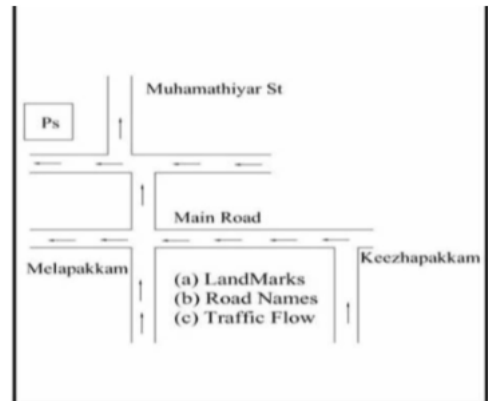 Muhamathiyar St
Ps
Main Road
Melapakkam
Keezhapakkam
(a) LandMarks
(b) Road Names
(c) Traffic Flow